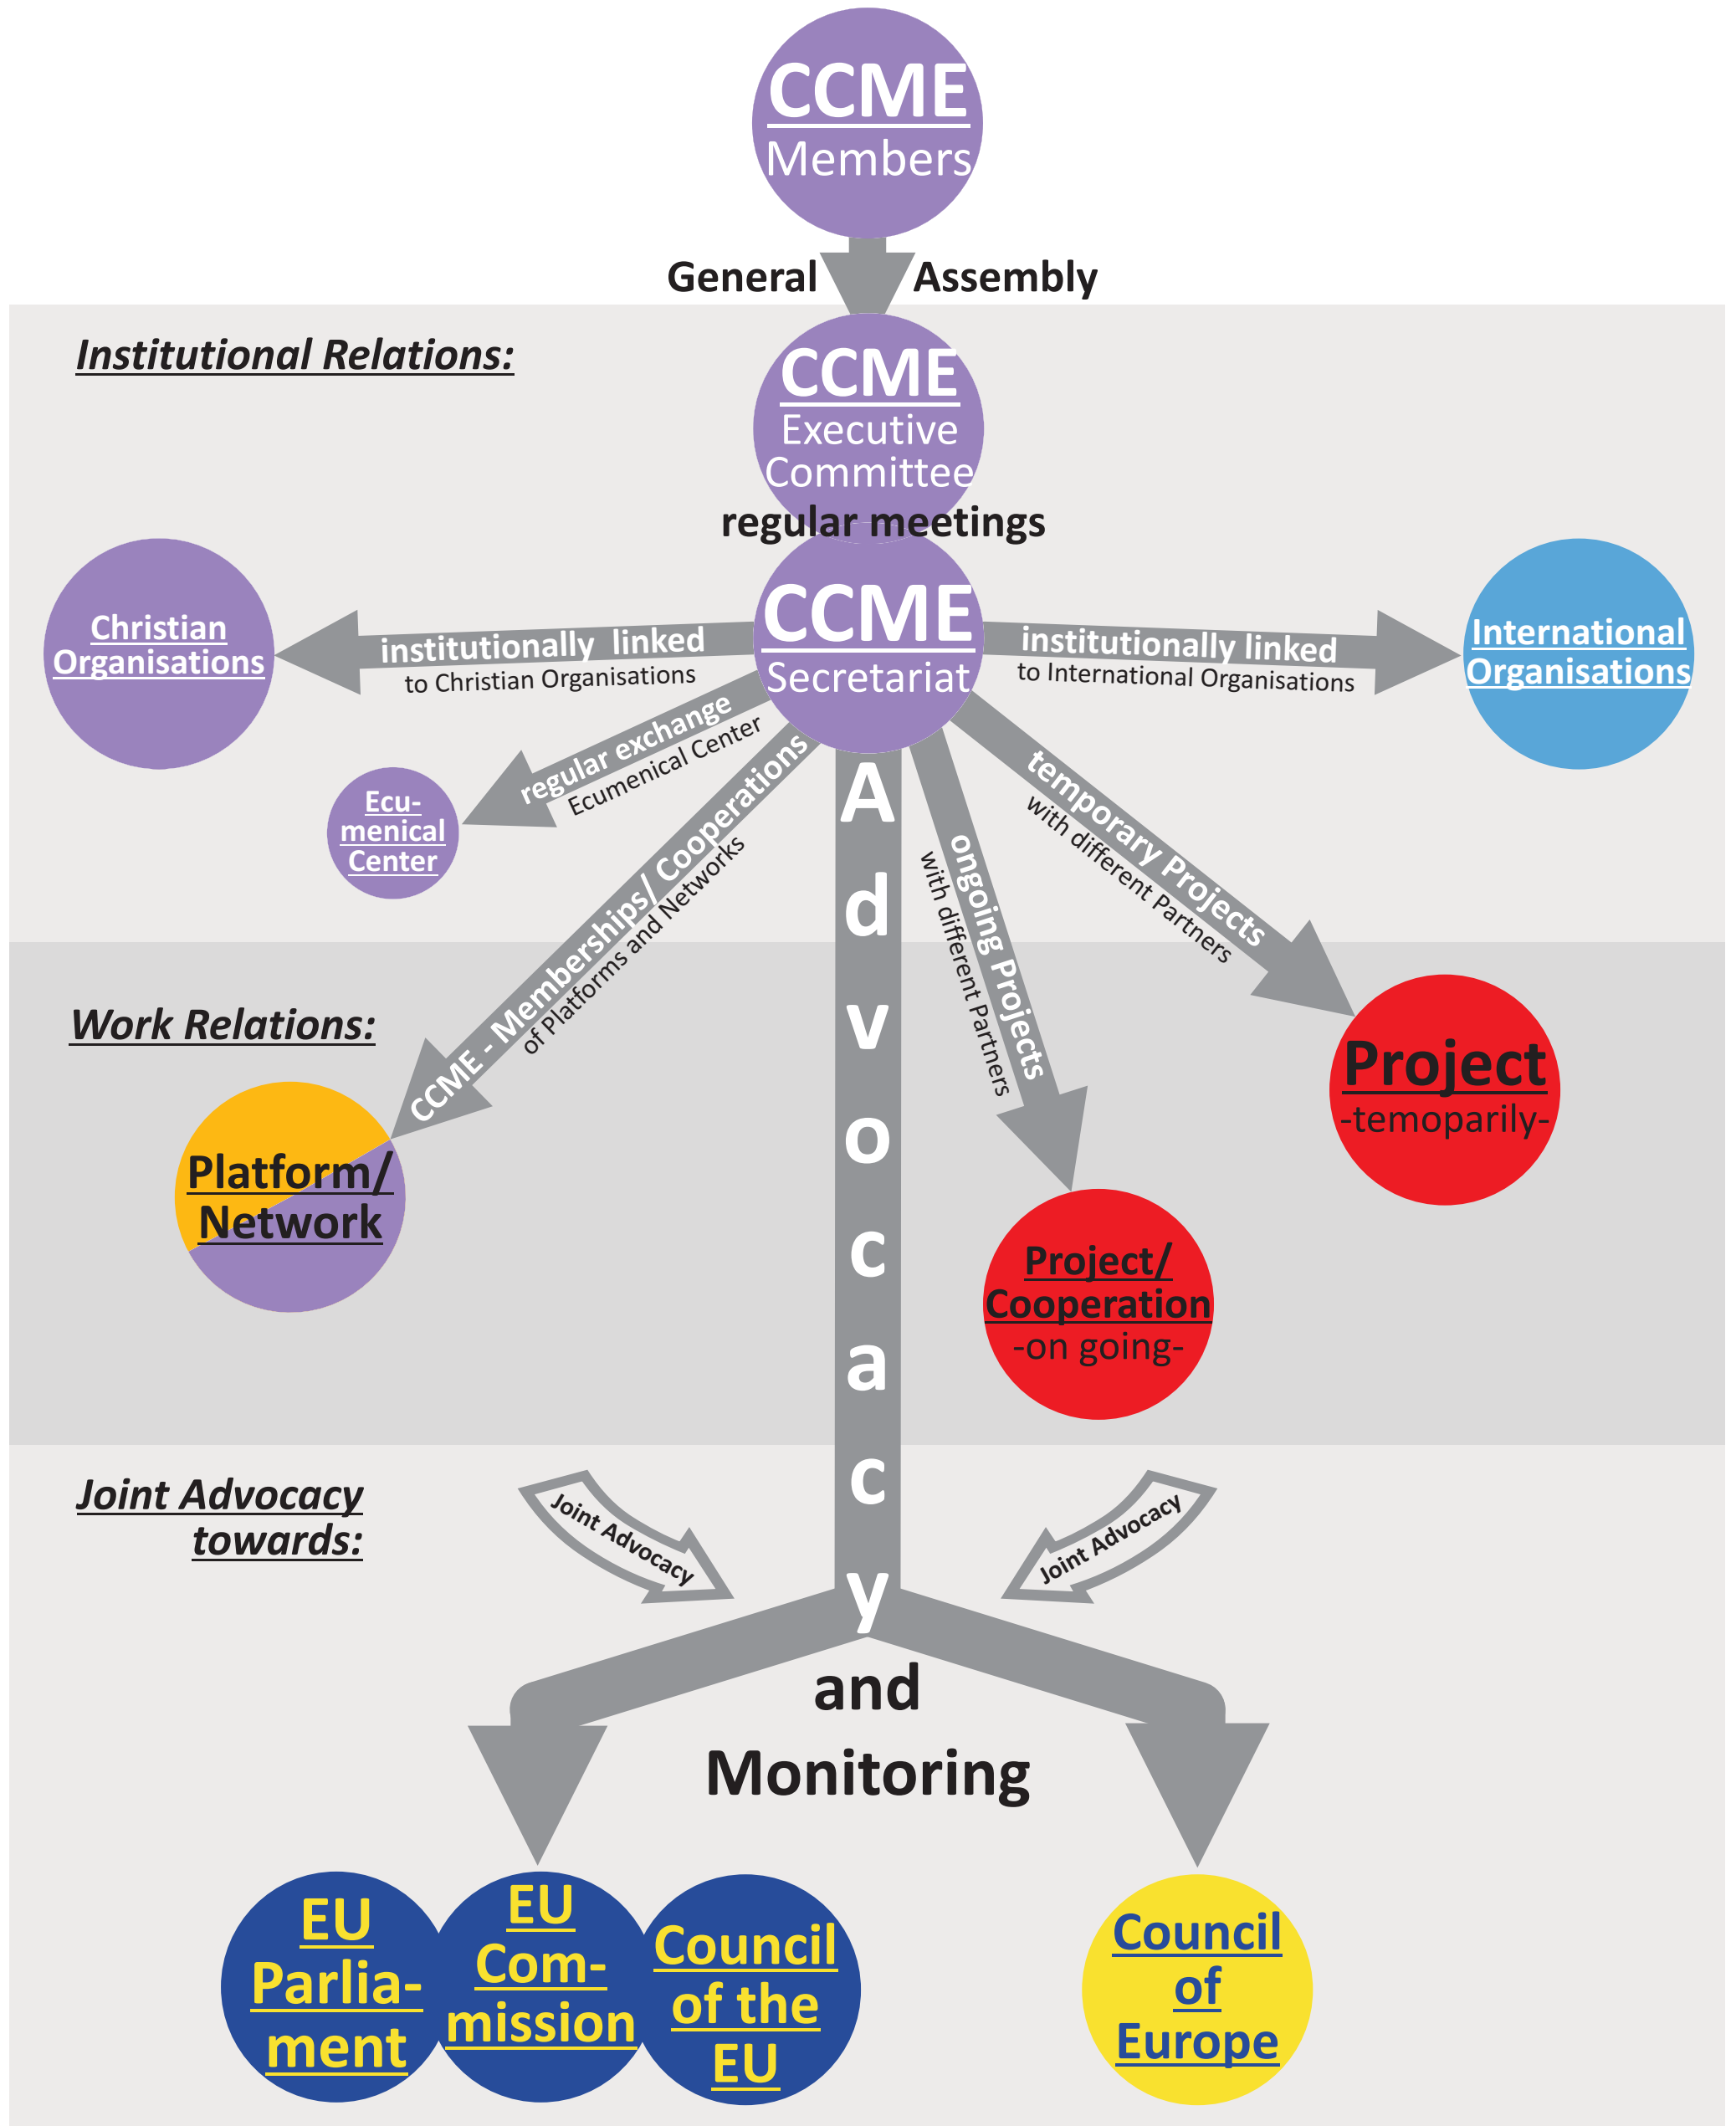 CCME
Members
General Assembly
Institutional Relations:
CCME
Executive
Committee
regular meetings
CCME
Secretariat
Christian
Organisations
institutionally linked
to Christian Organisations
institutionally linked
to International Organisations
International
Organisations
regular exchange
Ecumenical Center
Ecu-
menical
Center
CCME - Memberships/ Cooperations
of Platforms and Networks
Advocacy
ongoing Projects
with different Partners
temporary Projects
with different Partners
Work Relations:
Platform/
Network
Project
-temoparily-
Project/
Cooperation
-on going-
Joint Advocacy
towards:
Joint Advocacy
Joint Advocacy
and
Monitoring
EU
Parlia-
ment
EU
Com-
mission
Council
of the
EU
Council
of
Europe